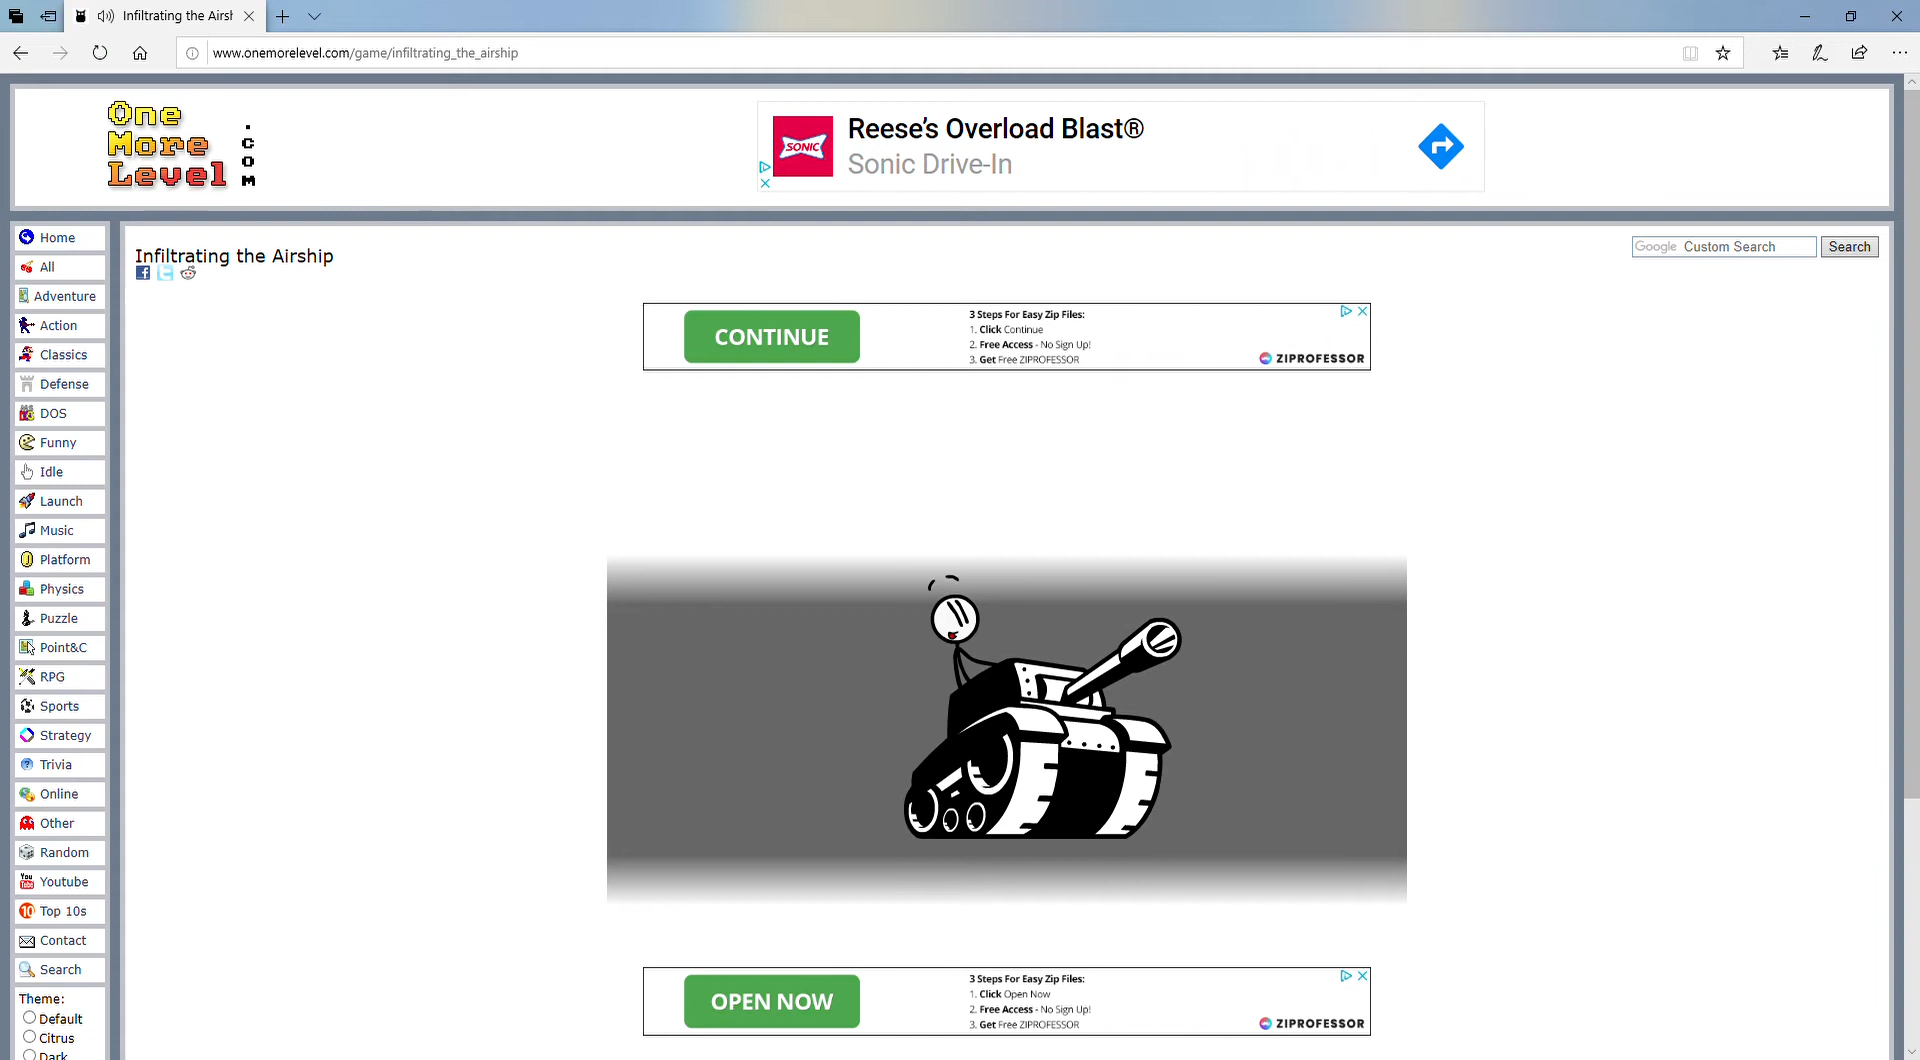 Infiltrating the Airsh
www.onemorelevel.com/game/infiltrating_the_airship
One
More
Level
.com
Reese's Overload Blast®
SONIC
Sonic Drive-In
Home
All
Adventure
Action
Classics
Defense
DOS
Funny
Idle
Launch
Music
Platform
Physics
Puzzle
Point&C
RPG
Sports
Strategy
Trivia
Online
Other
Random
You
Tube
Youtube
10
Top 10s
Contact
Search
Theme:
Default
Citrus
Dark
Infiltrating the Airship
Google Custom Search
Search
CONTINUE
3 Steps For Easy Zip Files:
1. Click Continue
2. Free Access - No Sign Up!
3. Get Free ZIPROFESSOR
ZIPROFESSOR
OPEN NOW
3 Steps For Easy Zip Files:
1. Click Open Now
2. Free Access - No Sign Up!
3. Get Free ZIPROFESSOR
ZIPROFESSOR